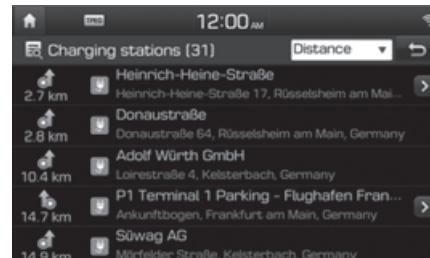 12:00 AM
Charging stations (31)
Distance
Heinrich-Heine-Straße
2.7 km
Heinrich-Heine-Straße 17, Rüsselsheim am Mai...
Donaustraße
2.8 km
Donaustraße 64, Rüsselsheim am Main, Germany
Adolf Würth GmbH
10.4 km
Loirestraße 4, Kelsterbach, Germany
P1 Terminal 1 Parking - Flughafen Fran...
14.7 km
Ankunftbogen, Frankfurt am Main, Germany
Süwag AG
14.9 km
Mörfelder Straße, Kelsterbach, Germany